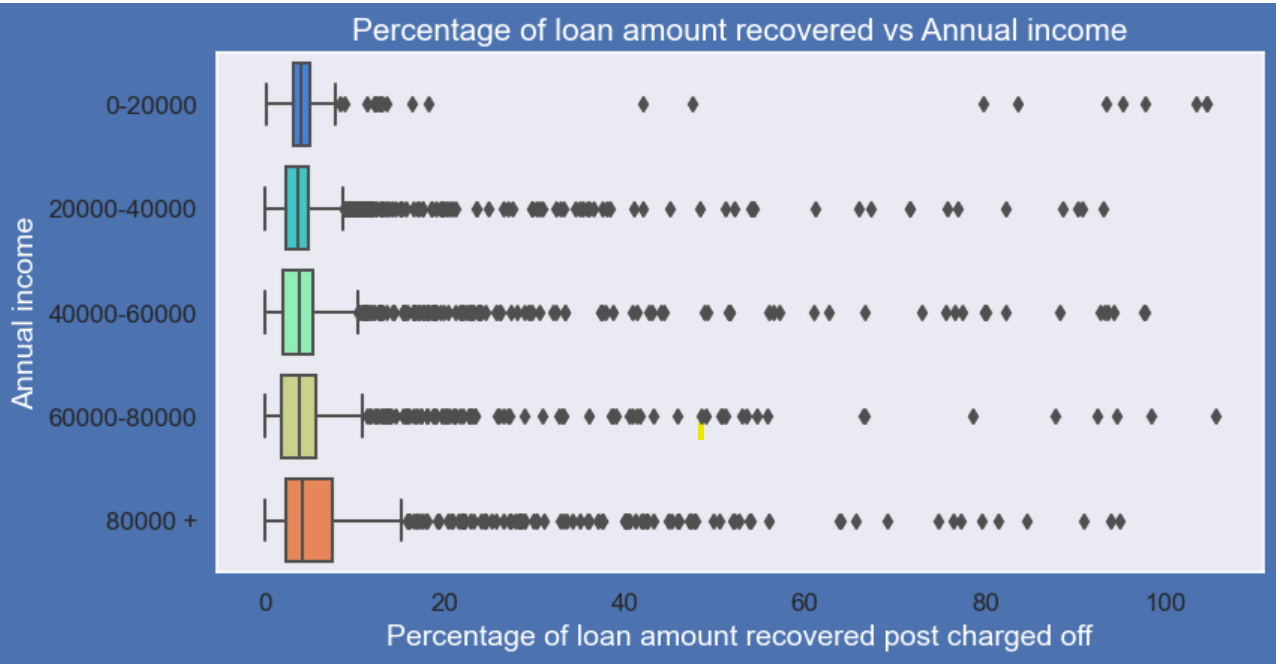 Percentage of loan amount recovered vs Annual income
Annual income
0-20000
20000-40000
40000-60000
60000-80000
80000 +
0 20 40 60 80 100
Percentage of loan amount recovered post charged off